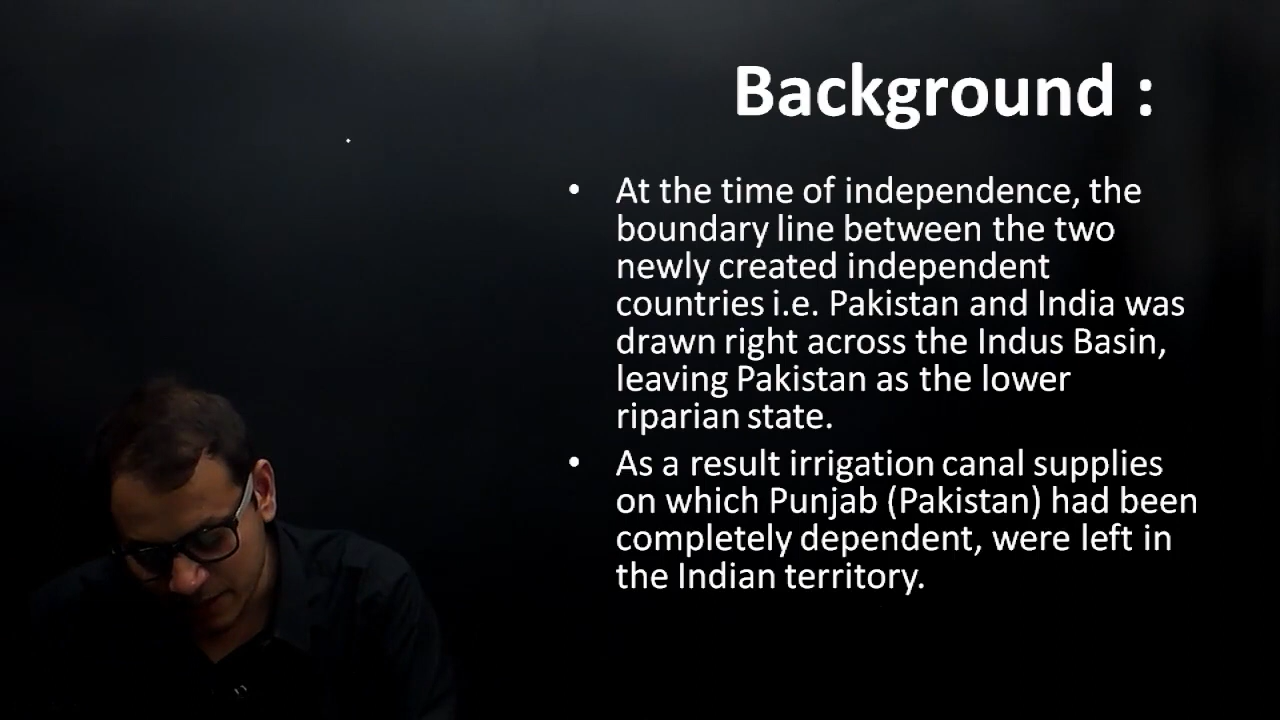 Background :
• At the time of independence, the
boundary line between the two
newly created independent
countries i.e. Pakistan and India was
drawn right across the Indus Basin,
leaving Pakistan as the lower
riparian state.
• As a result irrigation canal supplies
on which Punjab (Pakistan) had been
completely dependent, were left in
the Indian territory.